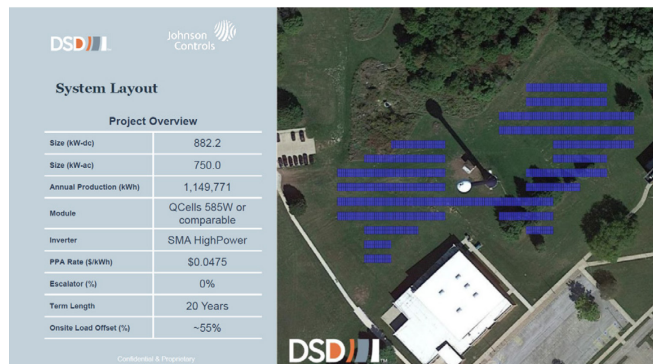 DSD
Johnson
Controls
System Layout
Project Overview
Size (kW-dc) 882.2
Size (kW-ac) 750.0
Annual Production (kWh) 1,149,771
Module QCells 585W or
comparable
Inverter SMA HighPower
PPA Rate ($/kWh) $0.0475
Escalator (%) 0%
Term Length 20 Years
Onsite Load Offset (%) ~55%
Confidential & Proprietary
DSD
TM